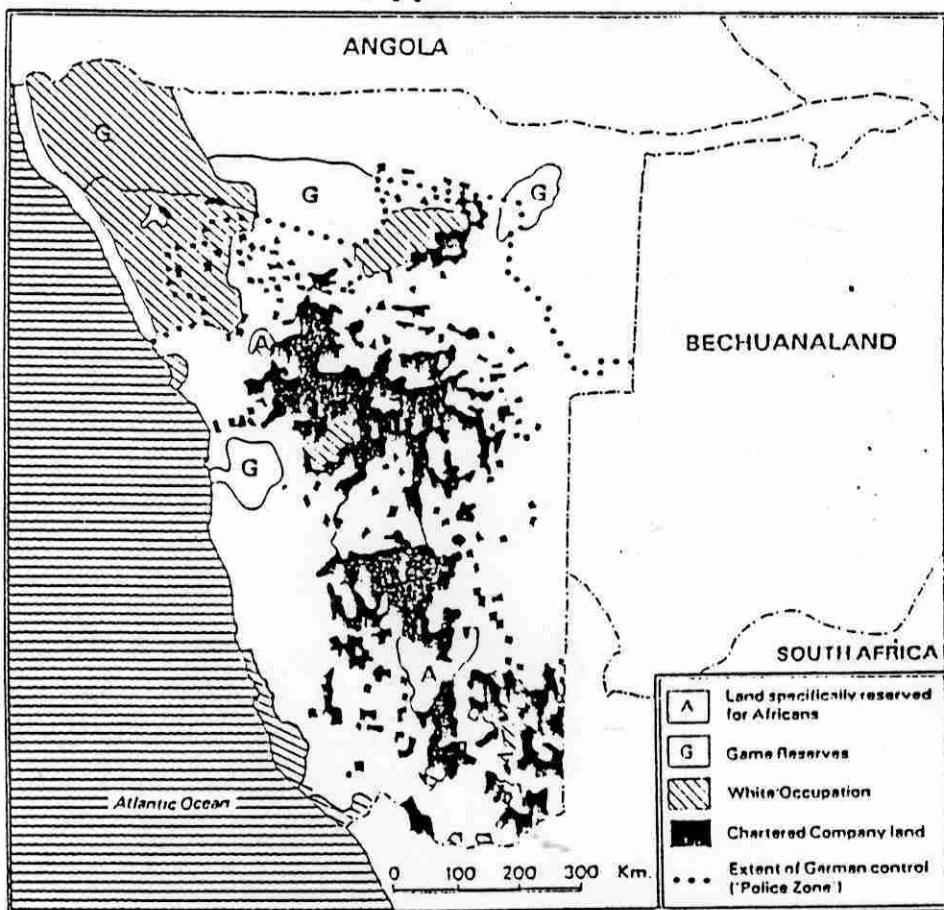 ANGOLA
G
G
G
A
BECHUANALAND
G
A
SOUTH AFRICA
A Land specifically reserved
for Africans
G Game Reserves
White Occupation
Chartered Company land
Extent of German control
('Police Zone')
Atlantic Ocean
0 100 200 300 Km.